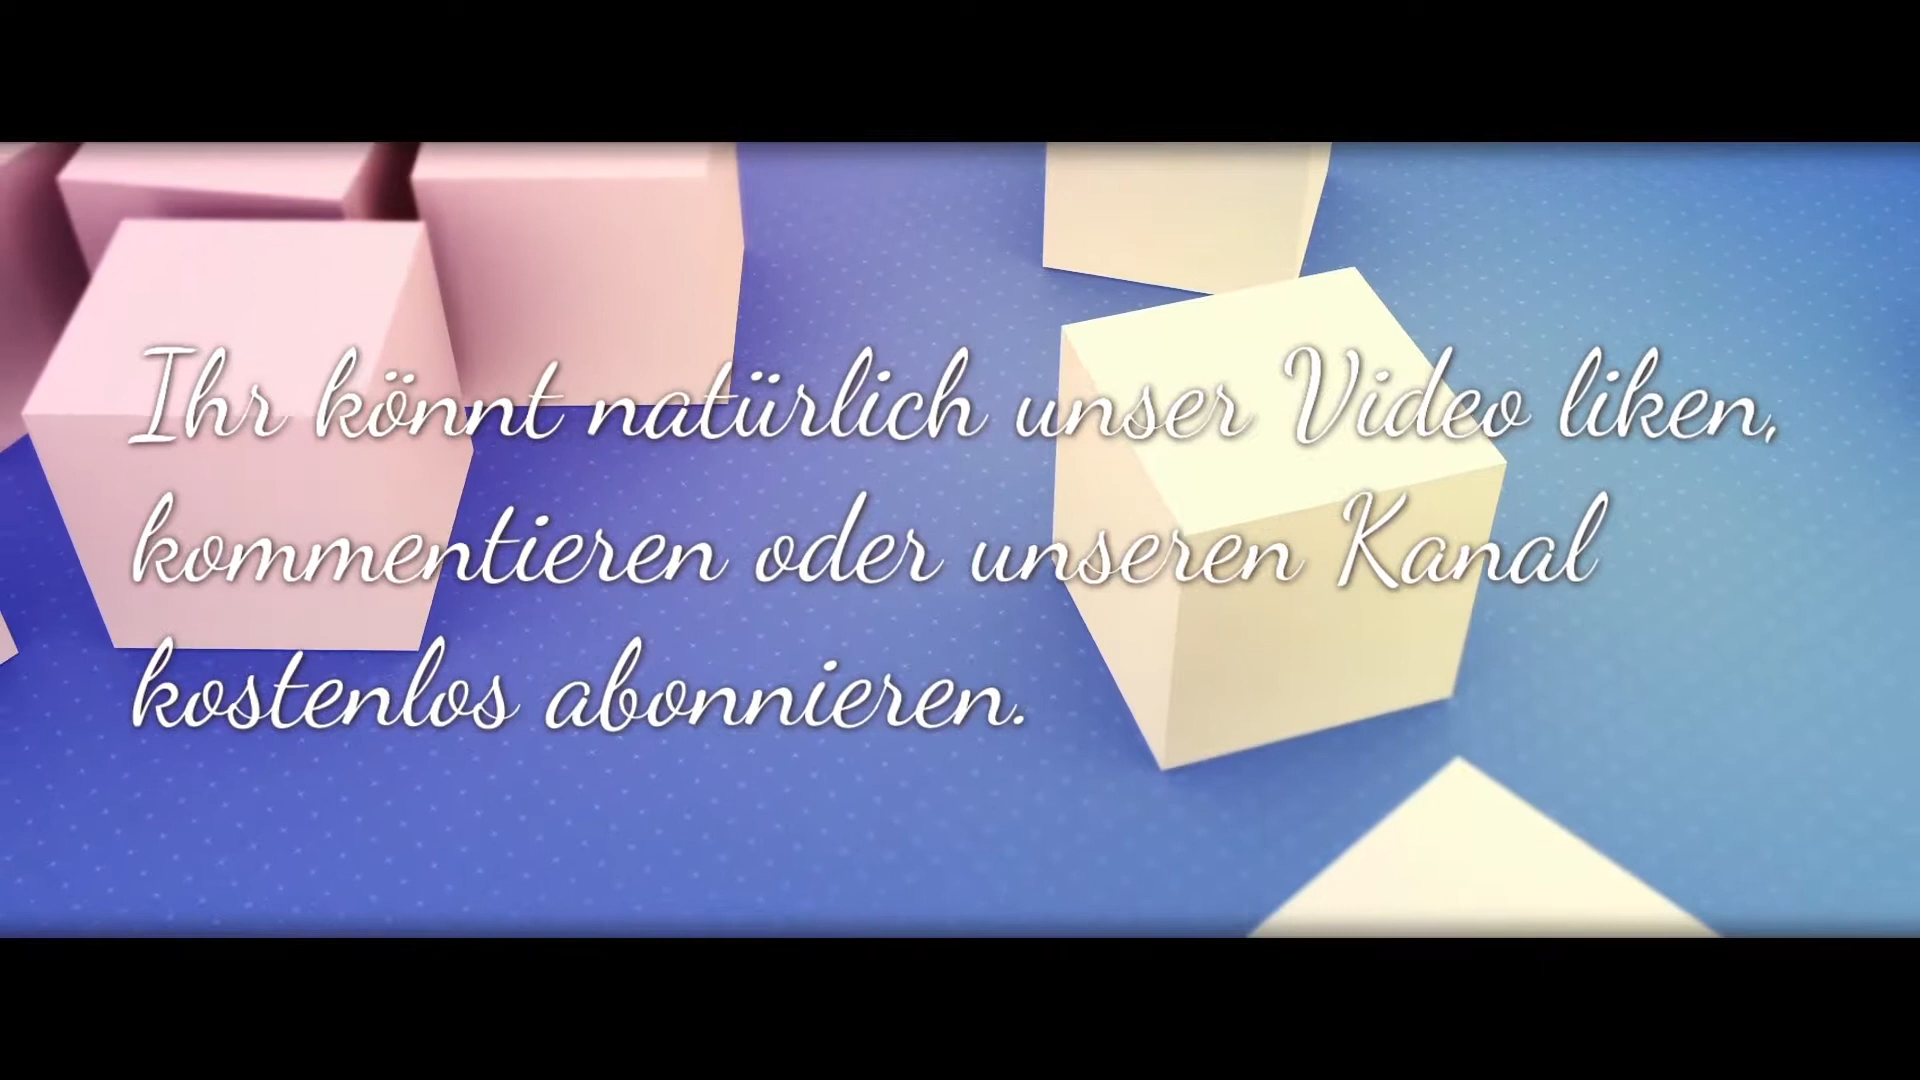 Ihr könnt natürlich unser Video liken,
kommentieren oder unseren Kanal
kostenlos abonnieren.